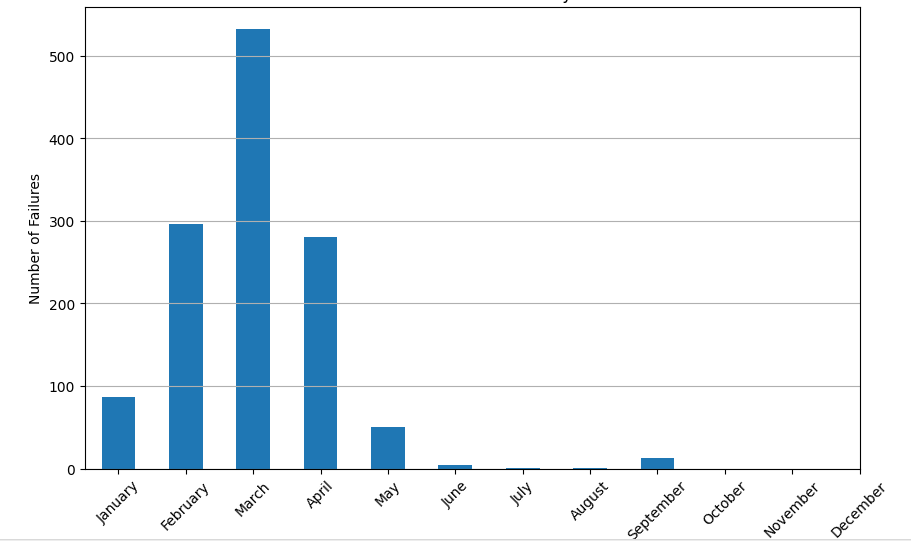 500
400
300
200
100
0
Number of Failures
January
February
March
April
May
June
July
August
September
October
November
December